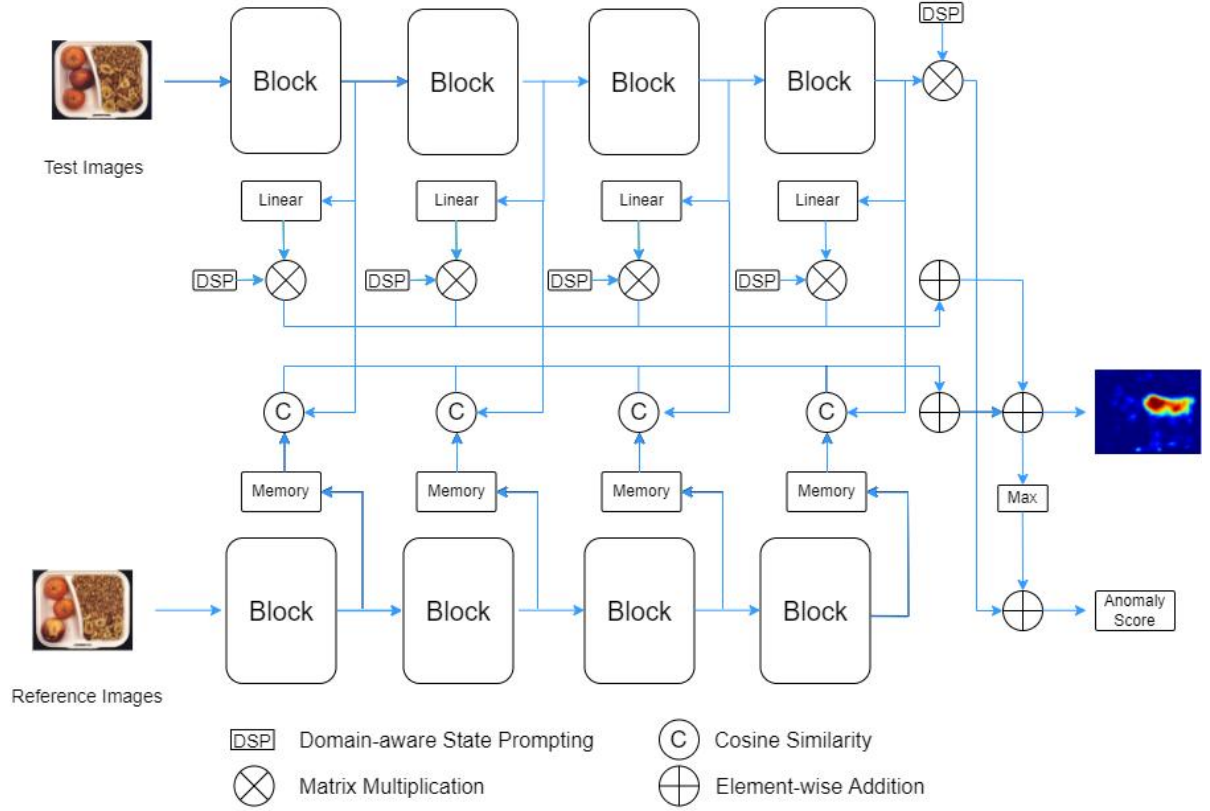 DSP
Block Block Block Block
Test Images
Linear Linear Linear Linear
DSP DSP DSP DSP
C C C C
Memory Memory Memory Memory
Max
Block Block Block Block
Anomaly
Score
Reference Images
DSP Domain-aware State Prompting
C Cosine Similarity
Matrix Multiplication
Element-wise Addition